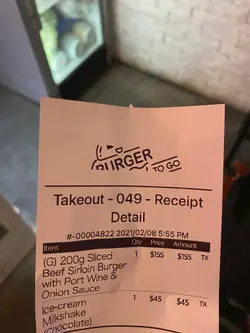 BURGER
TO GO
Takeout - 049 - Receipt
Detail
#-00004822 2021/02/08 5:55 PM
Item Qty Price Amount
(G) 200g Sliced 1 $155 $155 TX
Beef Sirloin Burger
with Port Wine &
Onion Sauce
Ice-cream 1 $45 $45 TX
Milkshake
(Chocolate)